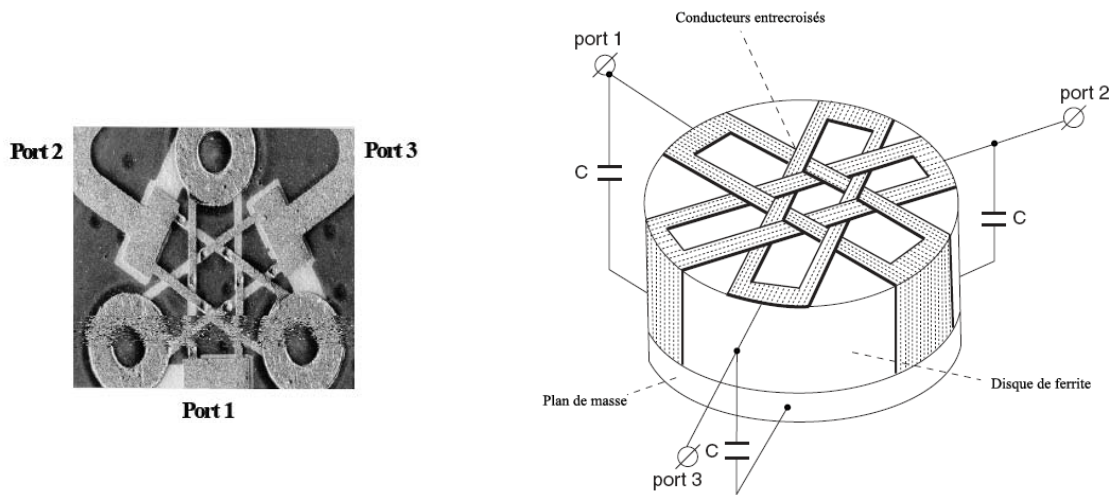 Port 2
Port 3
Port 1
Conducteurs entrecroisés
port 1
port 2
C
C
Plan de masse
Disque de ferrite
C
port 3